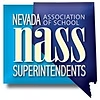 NEVADA ASSOCIATION
OF SCHOOL
nass
SUPERINTENDENTS